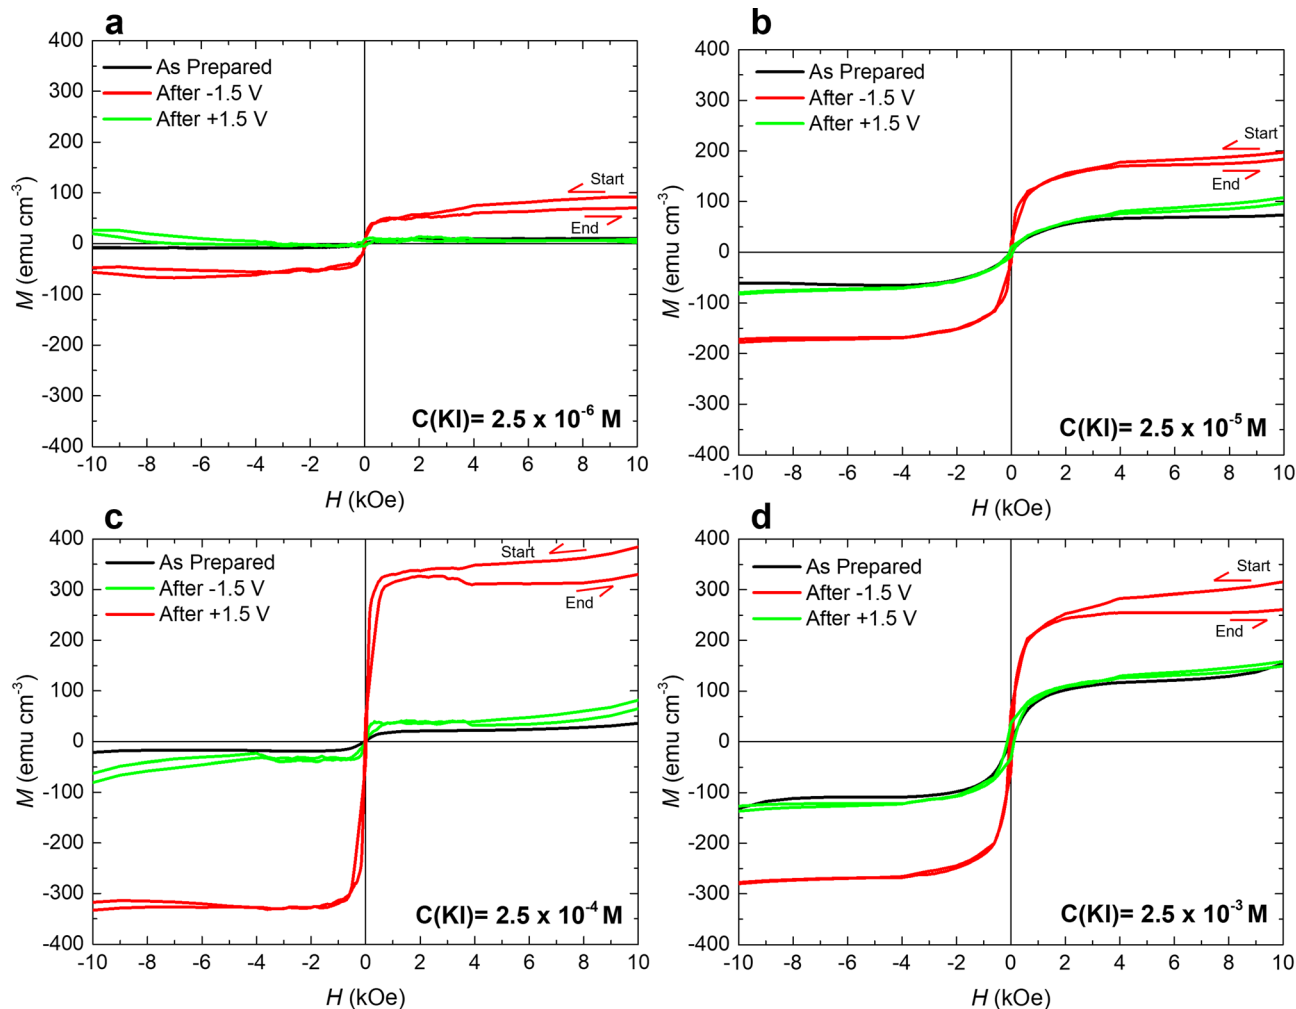 a
400
300
200
100
0
-100
-200
-300
-400
M (emu cm⁻³)
As Prepared
After -1.5 V
After +1.5 V
Start
End
C(KI)= 2.5 x 10⁻⁶ M
-10 -8 -6 -4 -2 0 2 4 6 8 10
H (kOe)
b
400
300
200
100
0
-100
-200
-300
-400
M (emu cm⁻³)
As Prepared
After -1.5 V
After +1.5 V
Start
End
C(KI)= 2.5 x 10⁻⁵ M
-10 -8 -6 -4 -2 0 2 4 6 8 10
H (kOe)
c
400
300
200
100
0
-100
-200
-300
-400
M (emu cm⁻³)
As Prepared
After -1.5 V
After +1.5 V
Start
End
C(KI)= 2.5 x 10⁻⁴ M
-10 -8 -6 -4 -2 0 2 4 6 8 10
H (kOe)
d
400
300
200
100
0
-100
-200
-300
-400
M (emu cm⁻³)
As Prepared
After -1.5 V
After +1.5 V
Start
End
C(KI)= 2.5 x 10⁻³ M
-10 -8 -6 -4 -2 0 2 4 6 8 10
H (kOe)